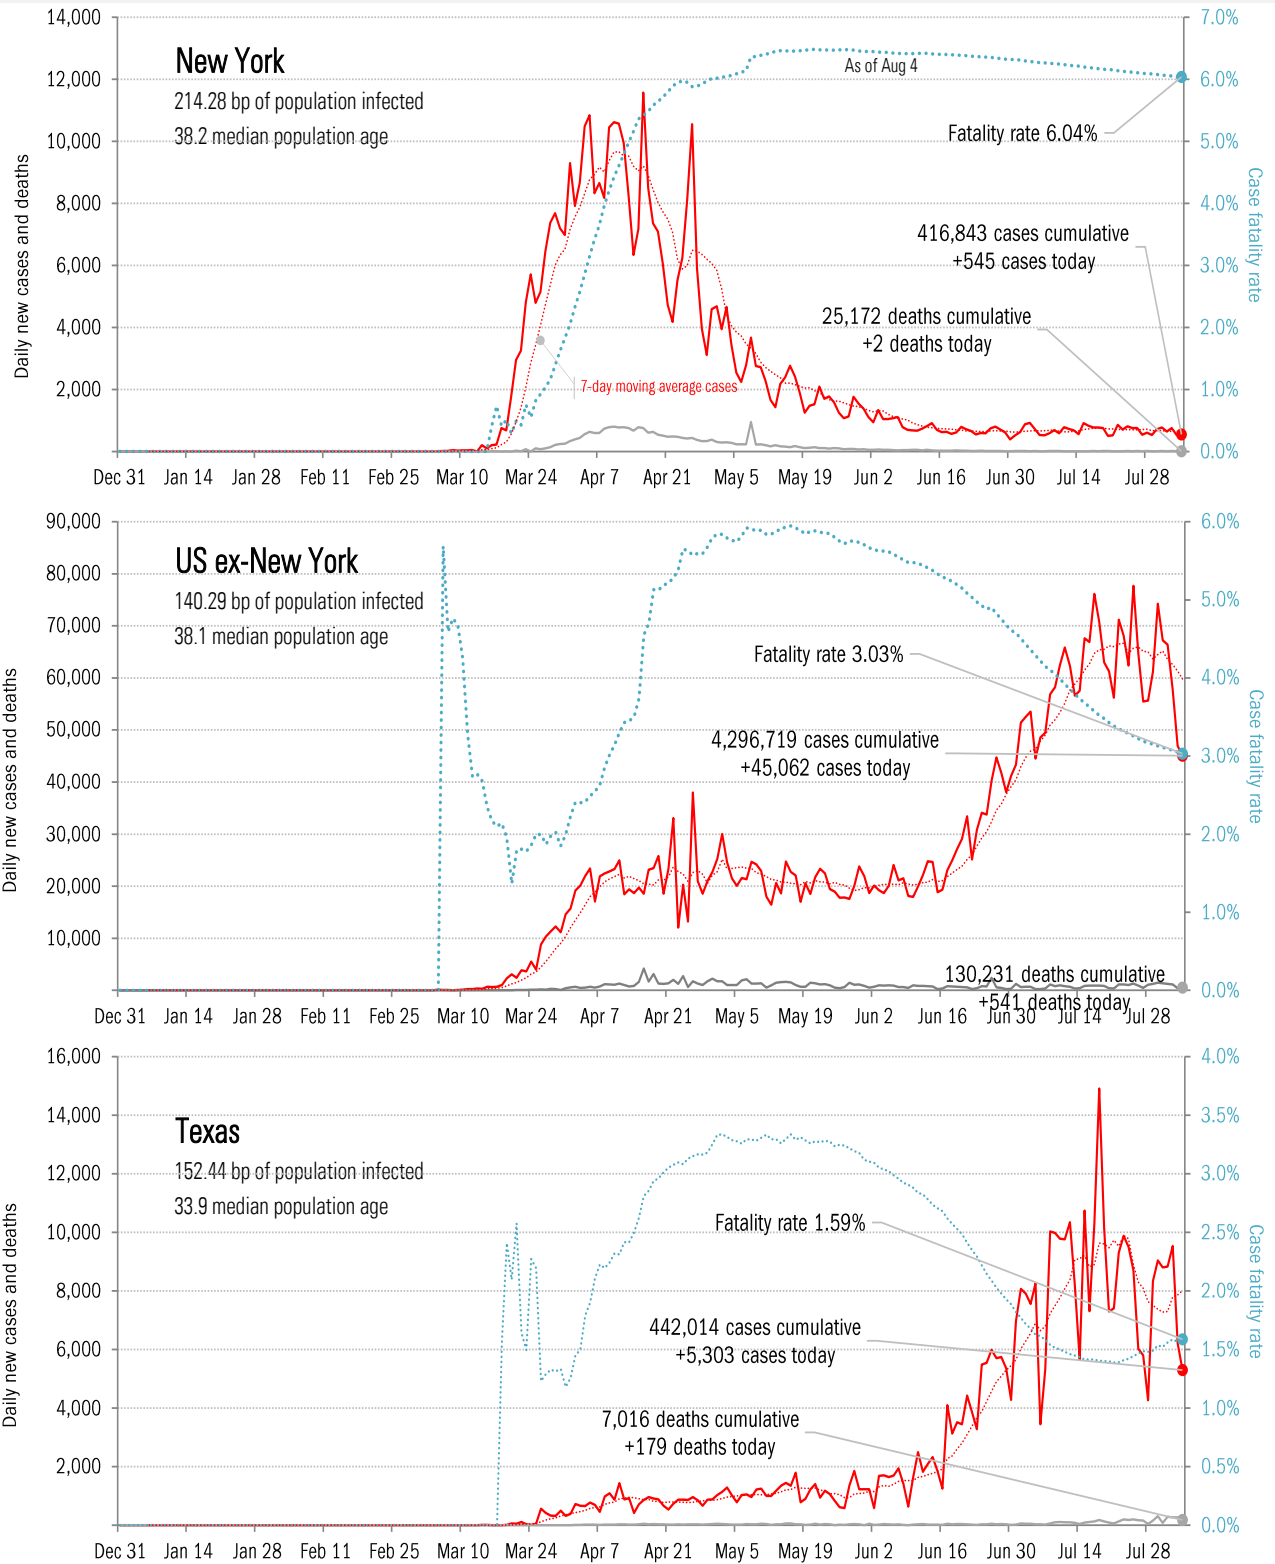 14,000
12,000
10,000
8,000
6,000
4,000
2,000
Daily new cases and deaths
New York
214.28 bp of population infected
38.2 median population age
As of Aug 4
Fatality rate 6.04%
416,843 cases cumulative
+545 cases today
25,172 deaths cumulative
+2 deaths today
7-day moving average cases
7.0%
6.0%
5.0%
4.0%
3.0%
2.0%
1.0%
0.0%
Case fatality rate
Dec 31 Jan 14 Jan 28 Feb 11 Feb 25 Mar 10 Mar 24 Apr 7 Apr 21 May 5 May 19 Jun 2 Jun 16 Jun 30 Jul 14 Jul 28
90,000
80,000
70,000
60,000
50,000
40,000
30,000
20,000
10,000
Daily new cases and deaths
US ex-New York
140.29 bp of population infected
38.1 median population age
Fatality rate 3.03%
4,296,719 cases cumulative
+45,062 cases today
130,231 deaths cumulative
+541 deaths today
6.0%
5.0%
4.0%
3.0%
2.0%
1.0%
0.0%
Case fatality rate
Dec 31 Jan 14 Jan 28 Feb 11 Feb 25 Mar 10 Mar 24 Apr 7 Apr 21 May 5 May 19 Jun 2 Jun 16 Jun 30 Jul 14 Jul 28
16,000
14,000
12,000
10,000
8,000
6,000
4,000
2,000
Daily new cases and deaths
Texas
152.44 bp of population infected
33.9 median population age
Fatality rate 1.59%
442,014 cases cumulative
+5,303 cases today
7,016 deaths cumulative
+179 deaths today
4.0%
3.5%
3.0%
2.5%
2.0%
1.5%
1.0%
0.5%
0.0%
Case fatality rate
Dec 31 Jan 14 Jan 28 Feb 11 Feb 25 Mar 10 Mar 24 Apr 7 Apr 21 May 5 May 19 Jun 2 Jun 16 Jun 30 Jul 14 Jul 28